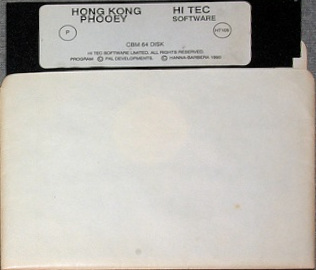 HONG KONG PHOOEY
HI TEC SOFTWARE
P
HT109
CBM 64 DISK
HI TEC SOFTWARE LIMITED. ALL RIGHTS RESERVED.
PROGRAM © PAL DEVELOPMENTS. © HANNA BARBERA 1990